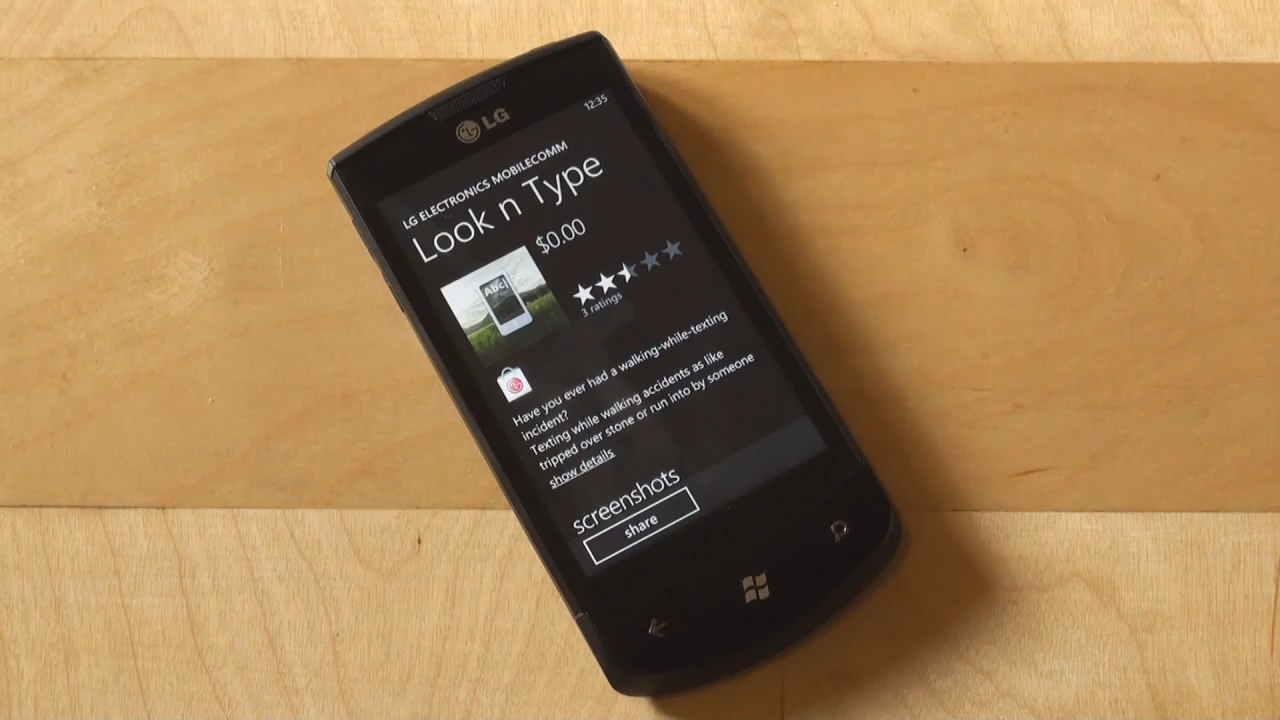 LG
12:35
LG ELECTRONICS MOBILECOMM
Look n Type
$0.00
Abc
3 ratings
Have you ever had a walking-while-texting
incident?
Texting while walking accidents as like
tripped over stone or run into by someone
show details
screenshots
share